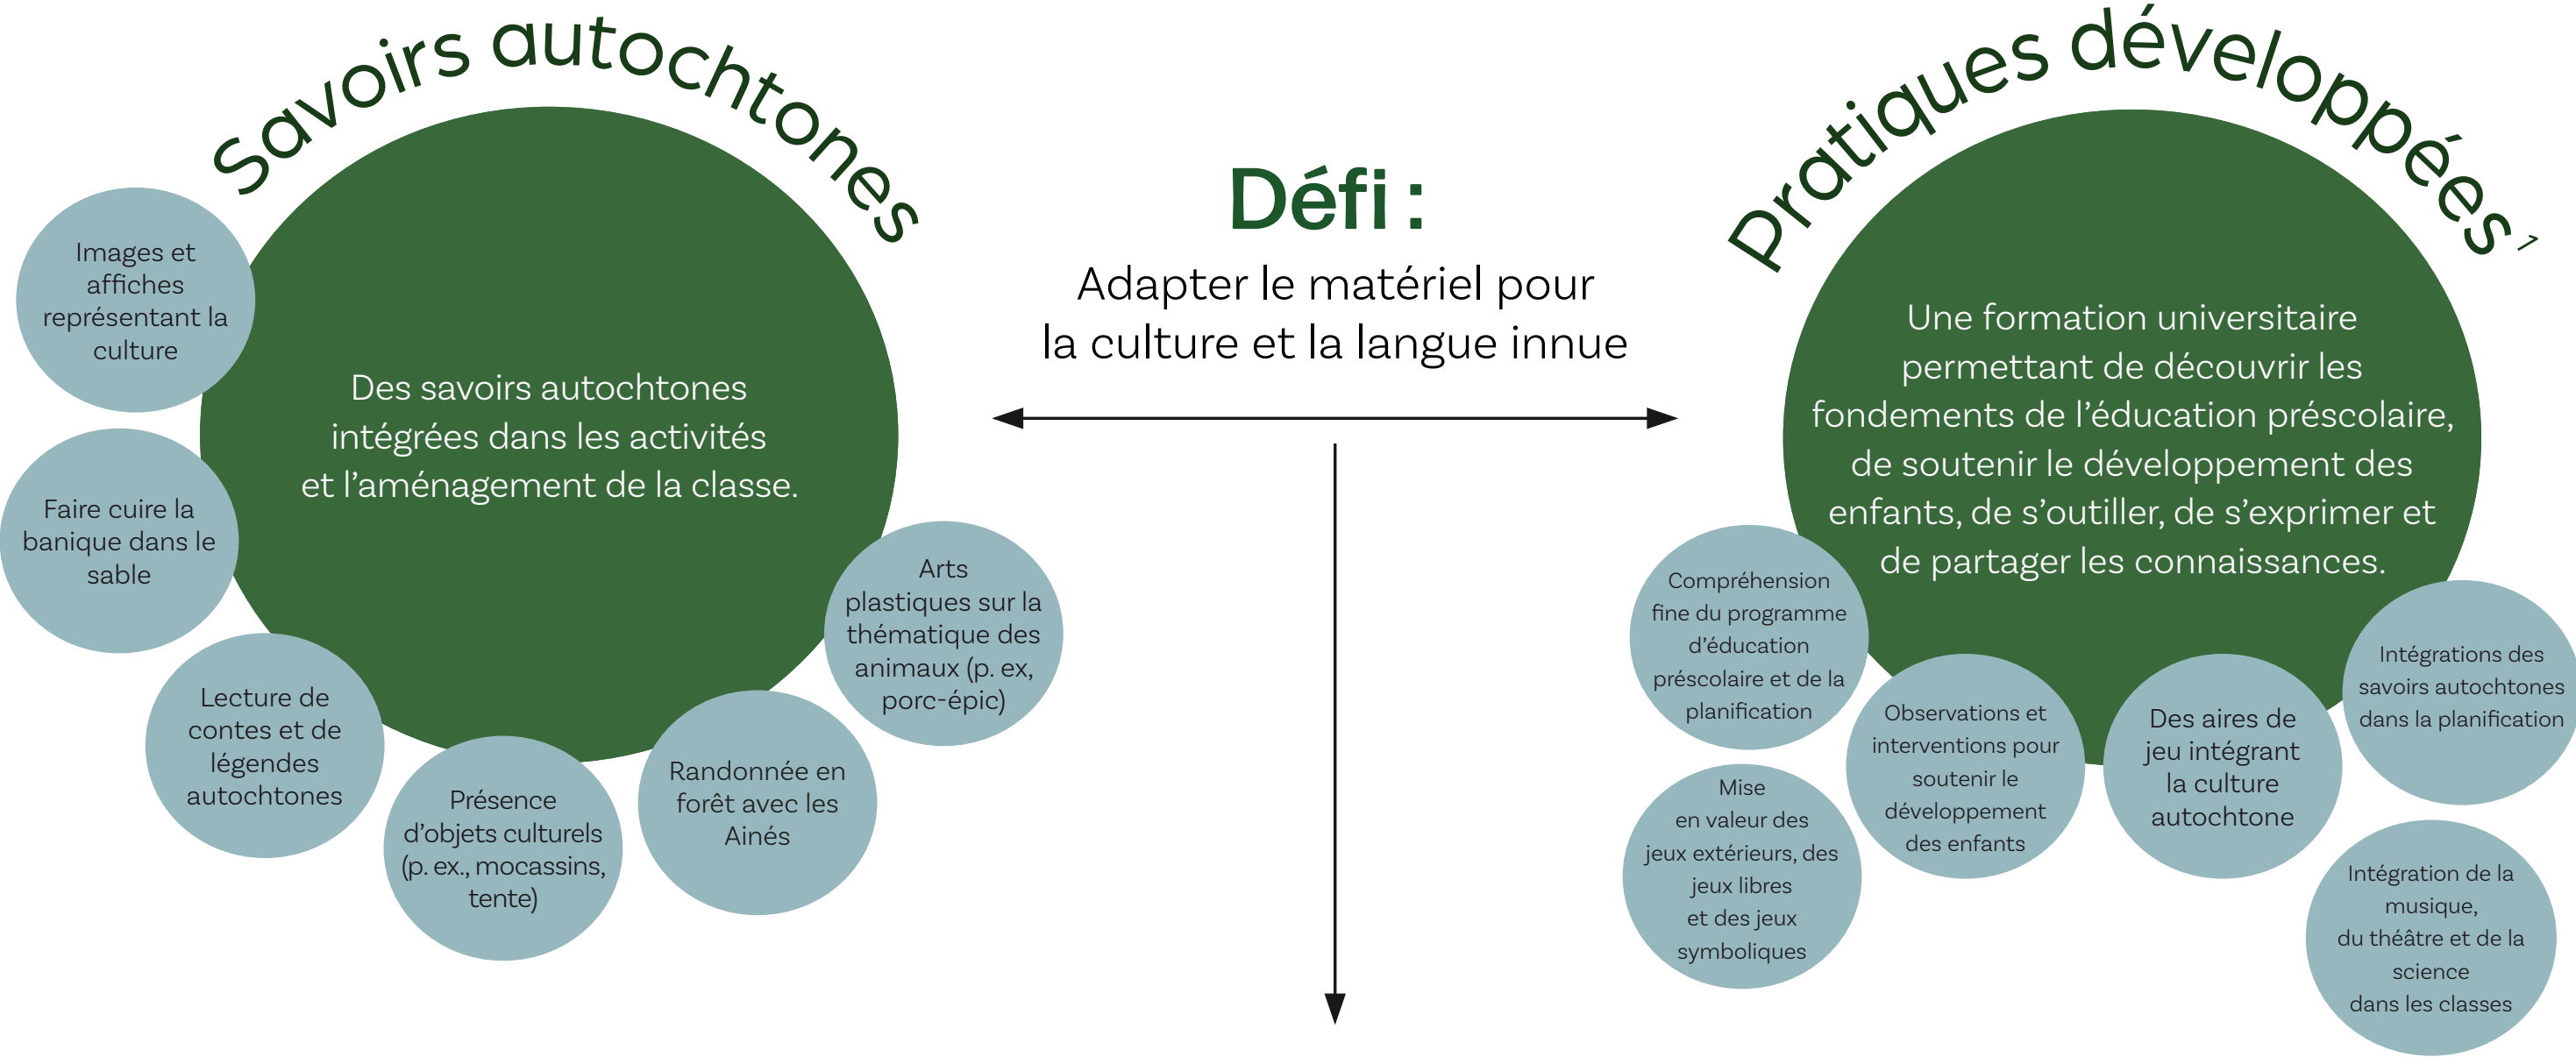 Savoirs autochtones
Des savoirs autochtones
intégrées dans les activités
et l’aménagement de la classe.
Images et
affiches
représentant la
culture
Faire cuire la
banique dans le
sable
Lecture de
contes et de
légendes
autochtones
Présence
d’objets culturels
(p. ex., mocassins,
tente)
Randonnée en
forêt avec les
Ainés
Arts
plastiques sur la
thématique des
animaux (p. ex,
porc-épic)
Défi :
Adapter le matériel pour
la culture et la langue innue
Pratiques développées¹
Une formation universitaire
permettant de découvrir les
fondements de l’éducation préscolaire,
de soutenir le développement des
enfants, de s’outiller, de s’exprimer et
de partager les connaissances.
Compréhension
fine du programme
d’éducation
préscolaire et de la
planification
Mise
en valeur des
jeux extérieurs, des
jeux libres
et des jeux
symboliques
Observations et
interventions pour
soutenir le
développement
des enfants
Des aires de
jeu intégrant
la culture
autochtone
Intégrations des
savoirs autochtones
dans la planification
Intégration de la
musique,
du théâtre et de la
science
dans les classes